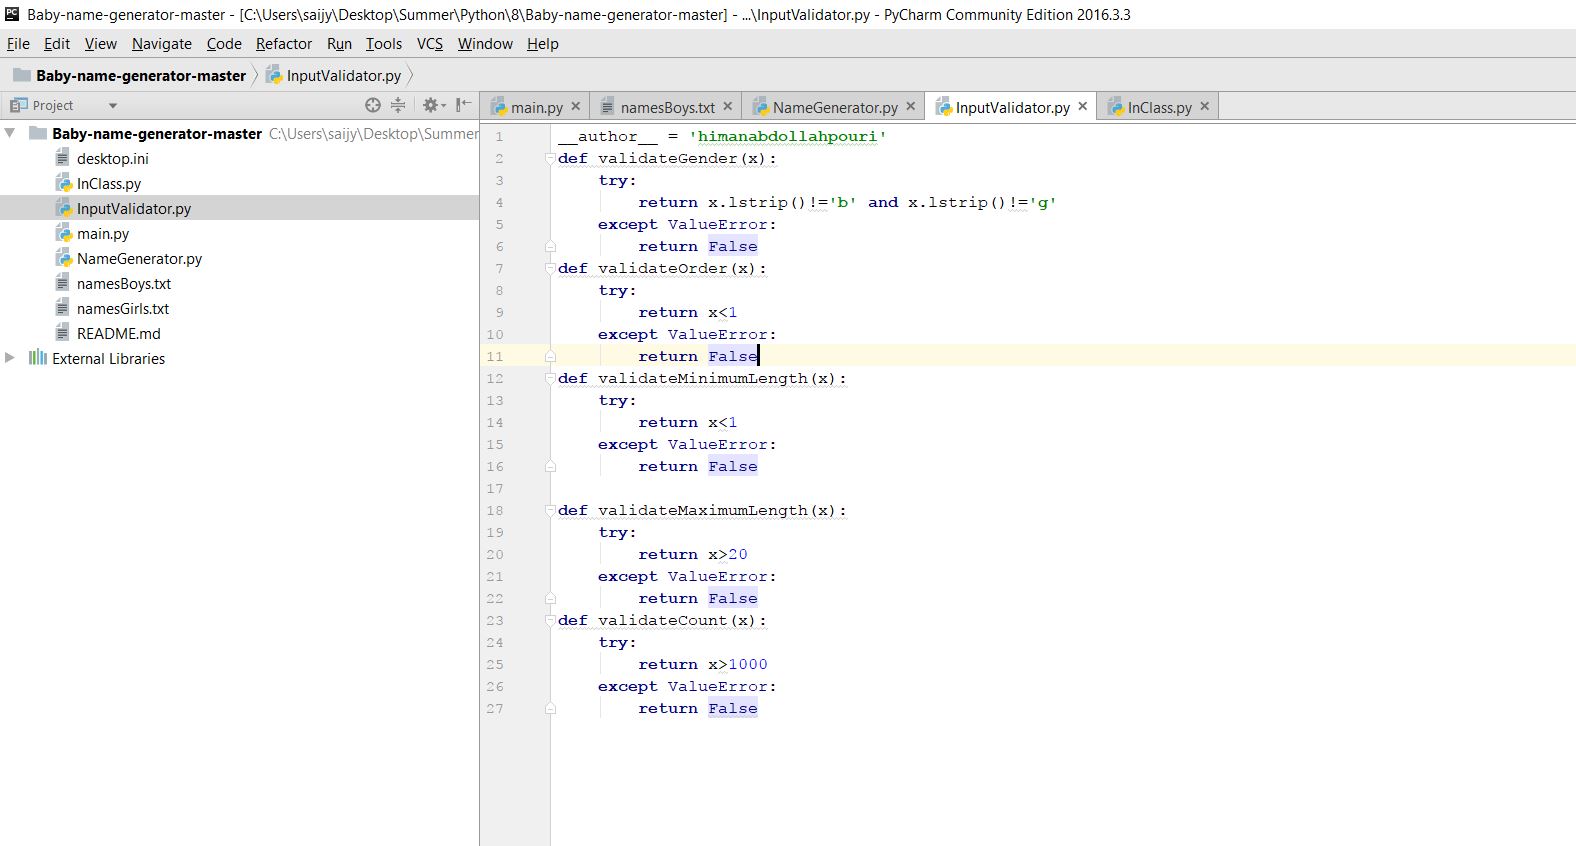 Baby-name-generator-master - [C:\Users\saijy\Desktop\Summer\Python\8\Baby-name-generator-master] - ...\InputValidator.py - PyCharm Community Edition 2016.3.3
File Edit View Navigate Code Refactor Run Tools VCS Window Help
Baby-name-generator-master InputValidator.py
Project
main.py namesBoys.txt NameGenerator.py InputValidator.py InClass.py
Baby-name-generator-master C:\Users\saijy\Desktop\Summer
desktop.ini
InClass.py
InputValidator.py
main.py
NameGenerator.py
namesBoys.txt
namesGirls.txt
README.md
External Libraries
1 __author__ = 'himanabdollahpouri'
2 def validateGender(x):
3     try:
4         return x.lstrip()!='b' and x.lstrip()!='g'
5     except ValueError:
6         return False
7 def validateOrder(x):
8     try:
9         return x<1
10     except ValueError:
11         return False
12 def validateMinimumLength(x):
13     try:
14         return x<1
15     except ValueError:
16         return False
17
18 def validateMaximumLength(x):
19     try:
20         return x>20
21     except ValueError:
22         return False
23 def validateCount(x):
24     try:
25         return x>1000
26     except ValueError:
27         return False